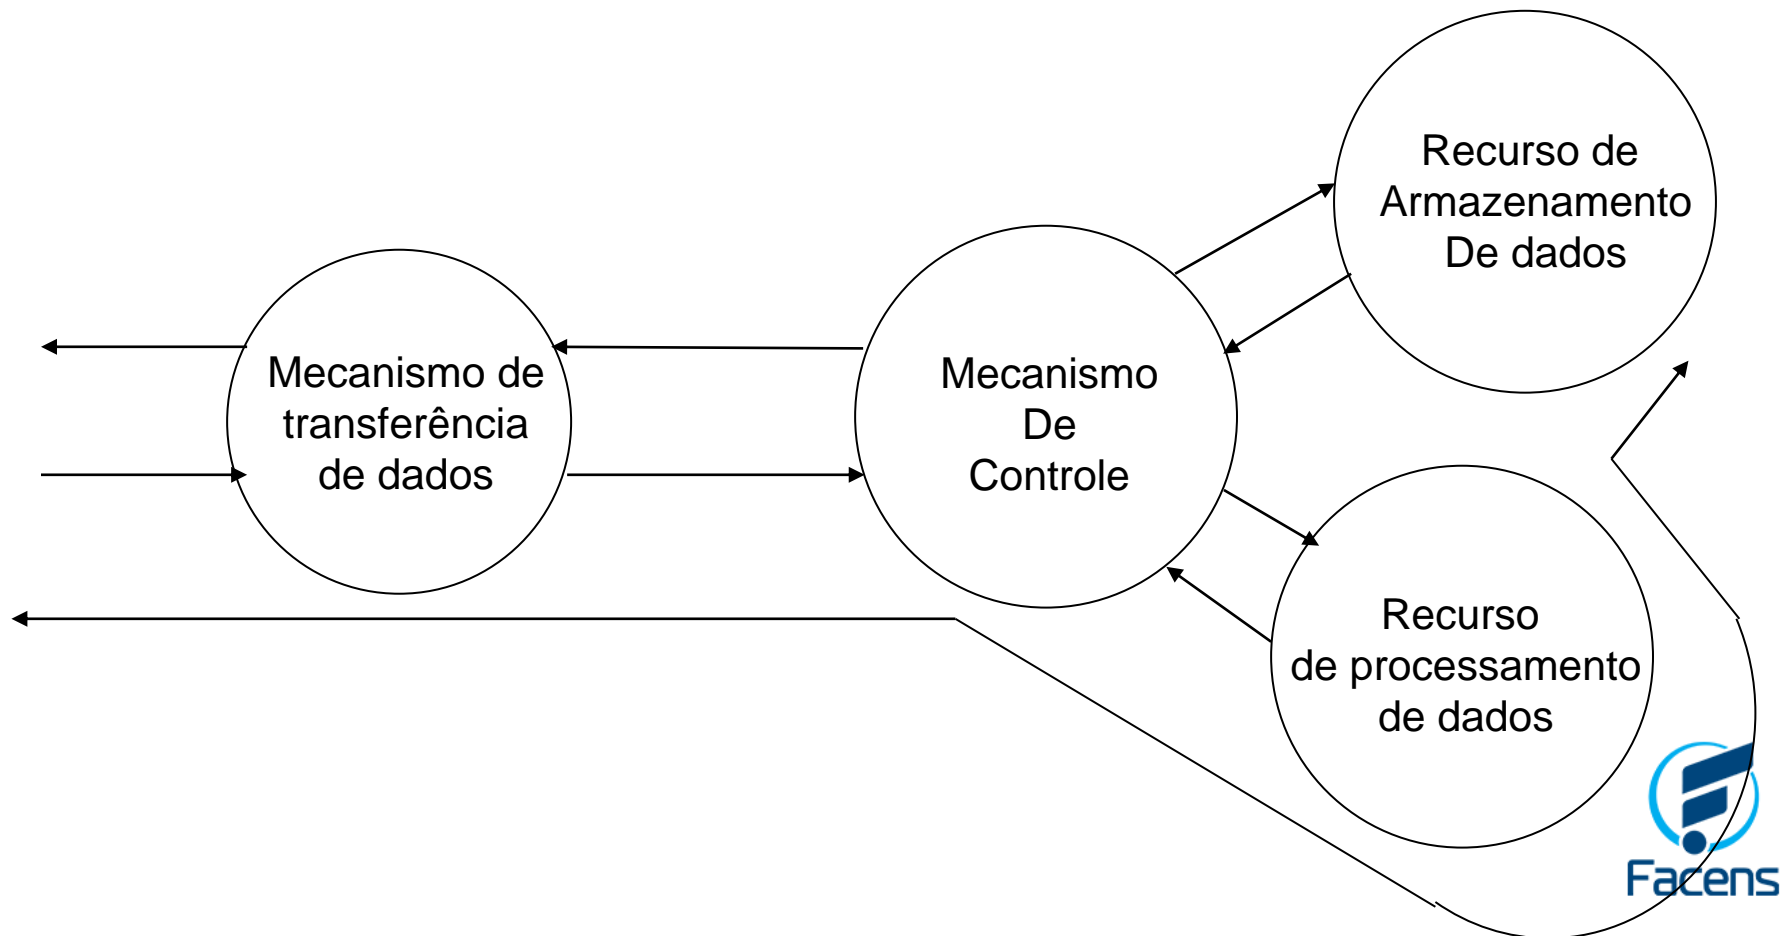 Mecanismo de
transferência
de dados
Mecanismo
De
Controle
Recurso de
Armazenamento
De dados
Recurso
de processamento
de dados
Facens